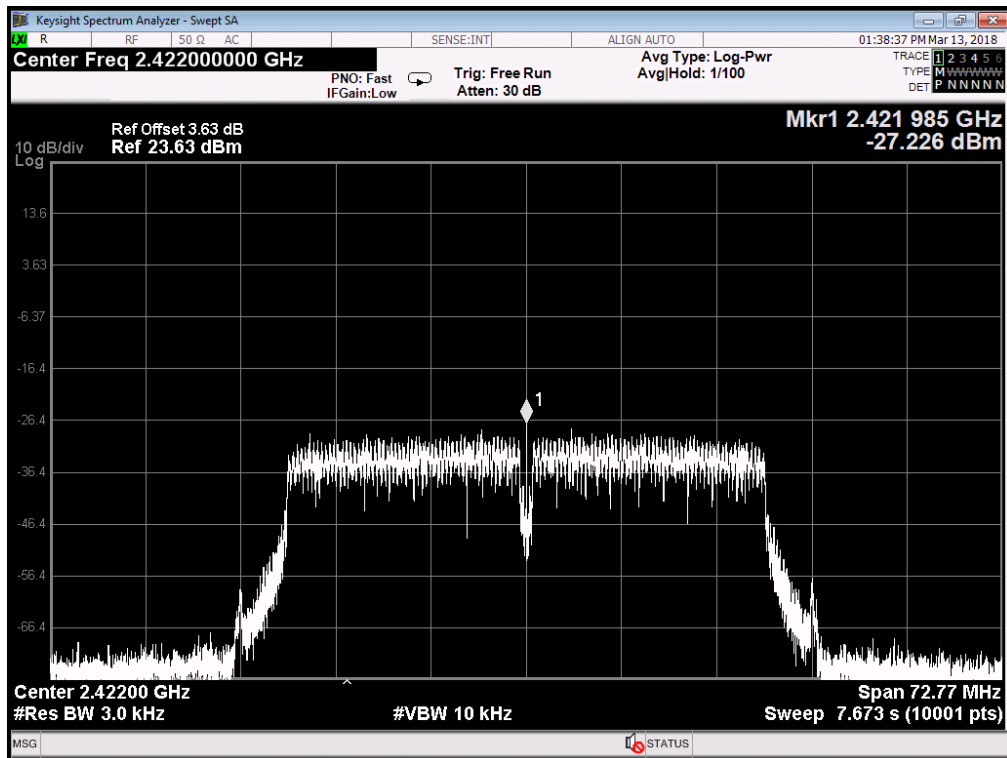 Keysight Spectrum Analyzer - Swept SA
LXI R RF 50 Ω AC SENSE:INT ALIGN AUTO 01:38:37 PM Mar 13, 2018
Center Freq 2.422000000 GHz Avg Type: Log-Pwr TRACE 1 2 3 4 5 6
PNO: Fast Trig: Free Run Avg|Hold: 1/100 TYPE M WWWWW
IFGain:Low Atten: 30 dB DET P N N N N N
Mkr1 2.421 985 GHz
Ref Offset 3.63 dB
10 dB/div Ref 23.63 dBm -27.226 dBm
Log
13.6
3.63
-6.37
-16.4
1
-26.4
-36.4
-46.4
-56.4
-66.4
Center 2.42200 GHz Span 72.77 MHz
#Res BW 3.0 kHz #VBW 10 kHz Sweep 7.673 s (10001 pts)
MSG STATUS